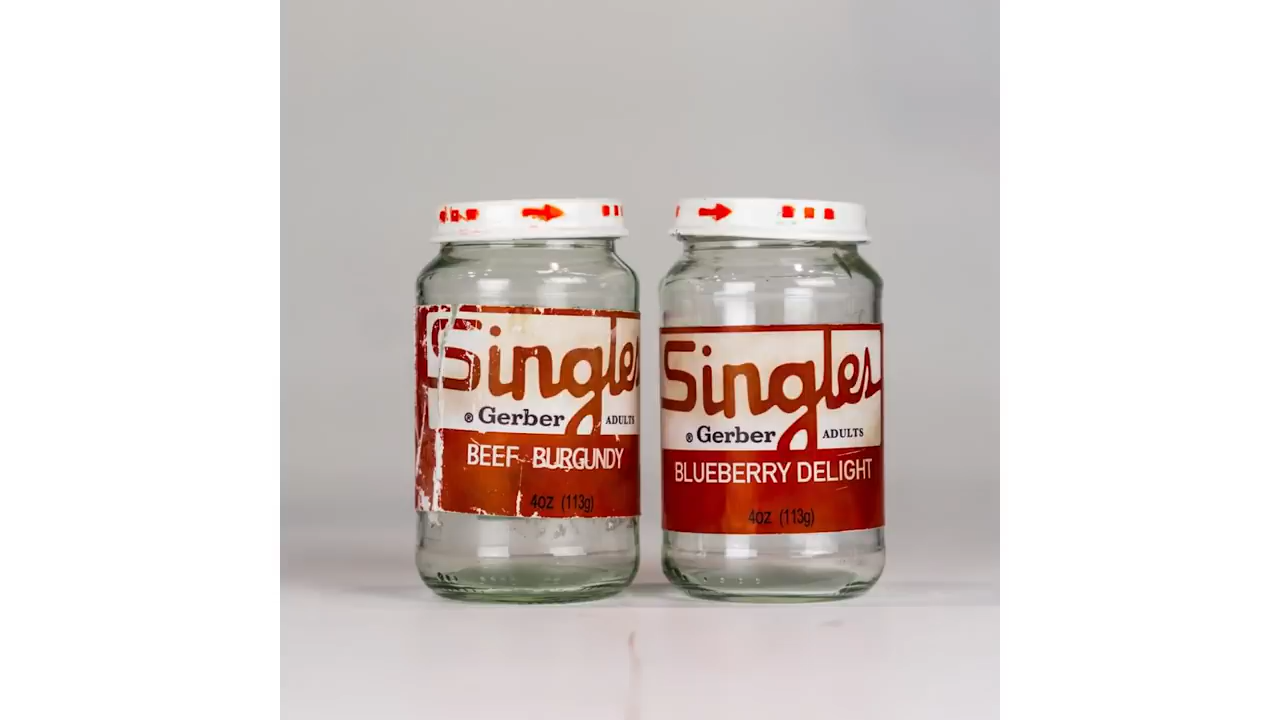 Singles
® Gerber ADULTS
BEEF BURGUNDY
4oz (113g)
Singles
® Gerber ADULTS
BLUEBERRY DELIGHT
4oz (113g)